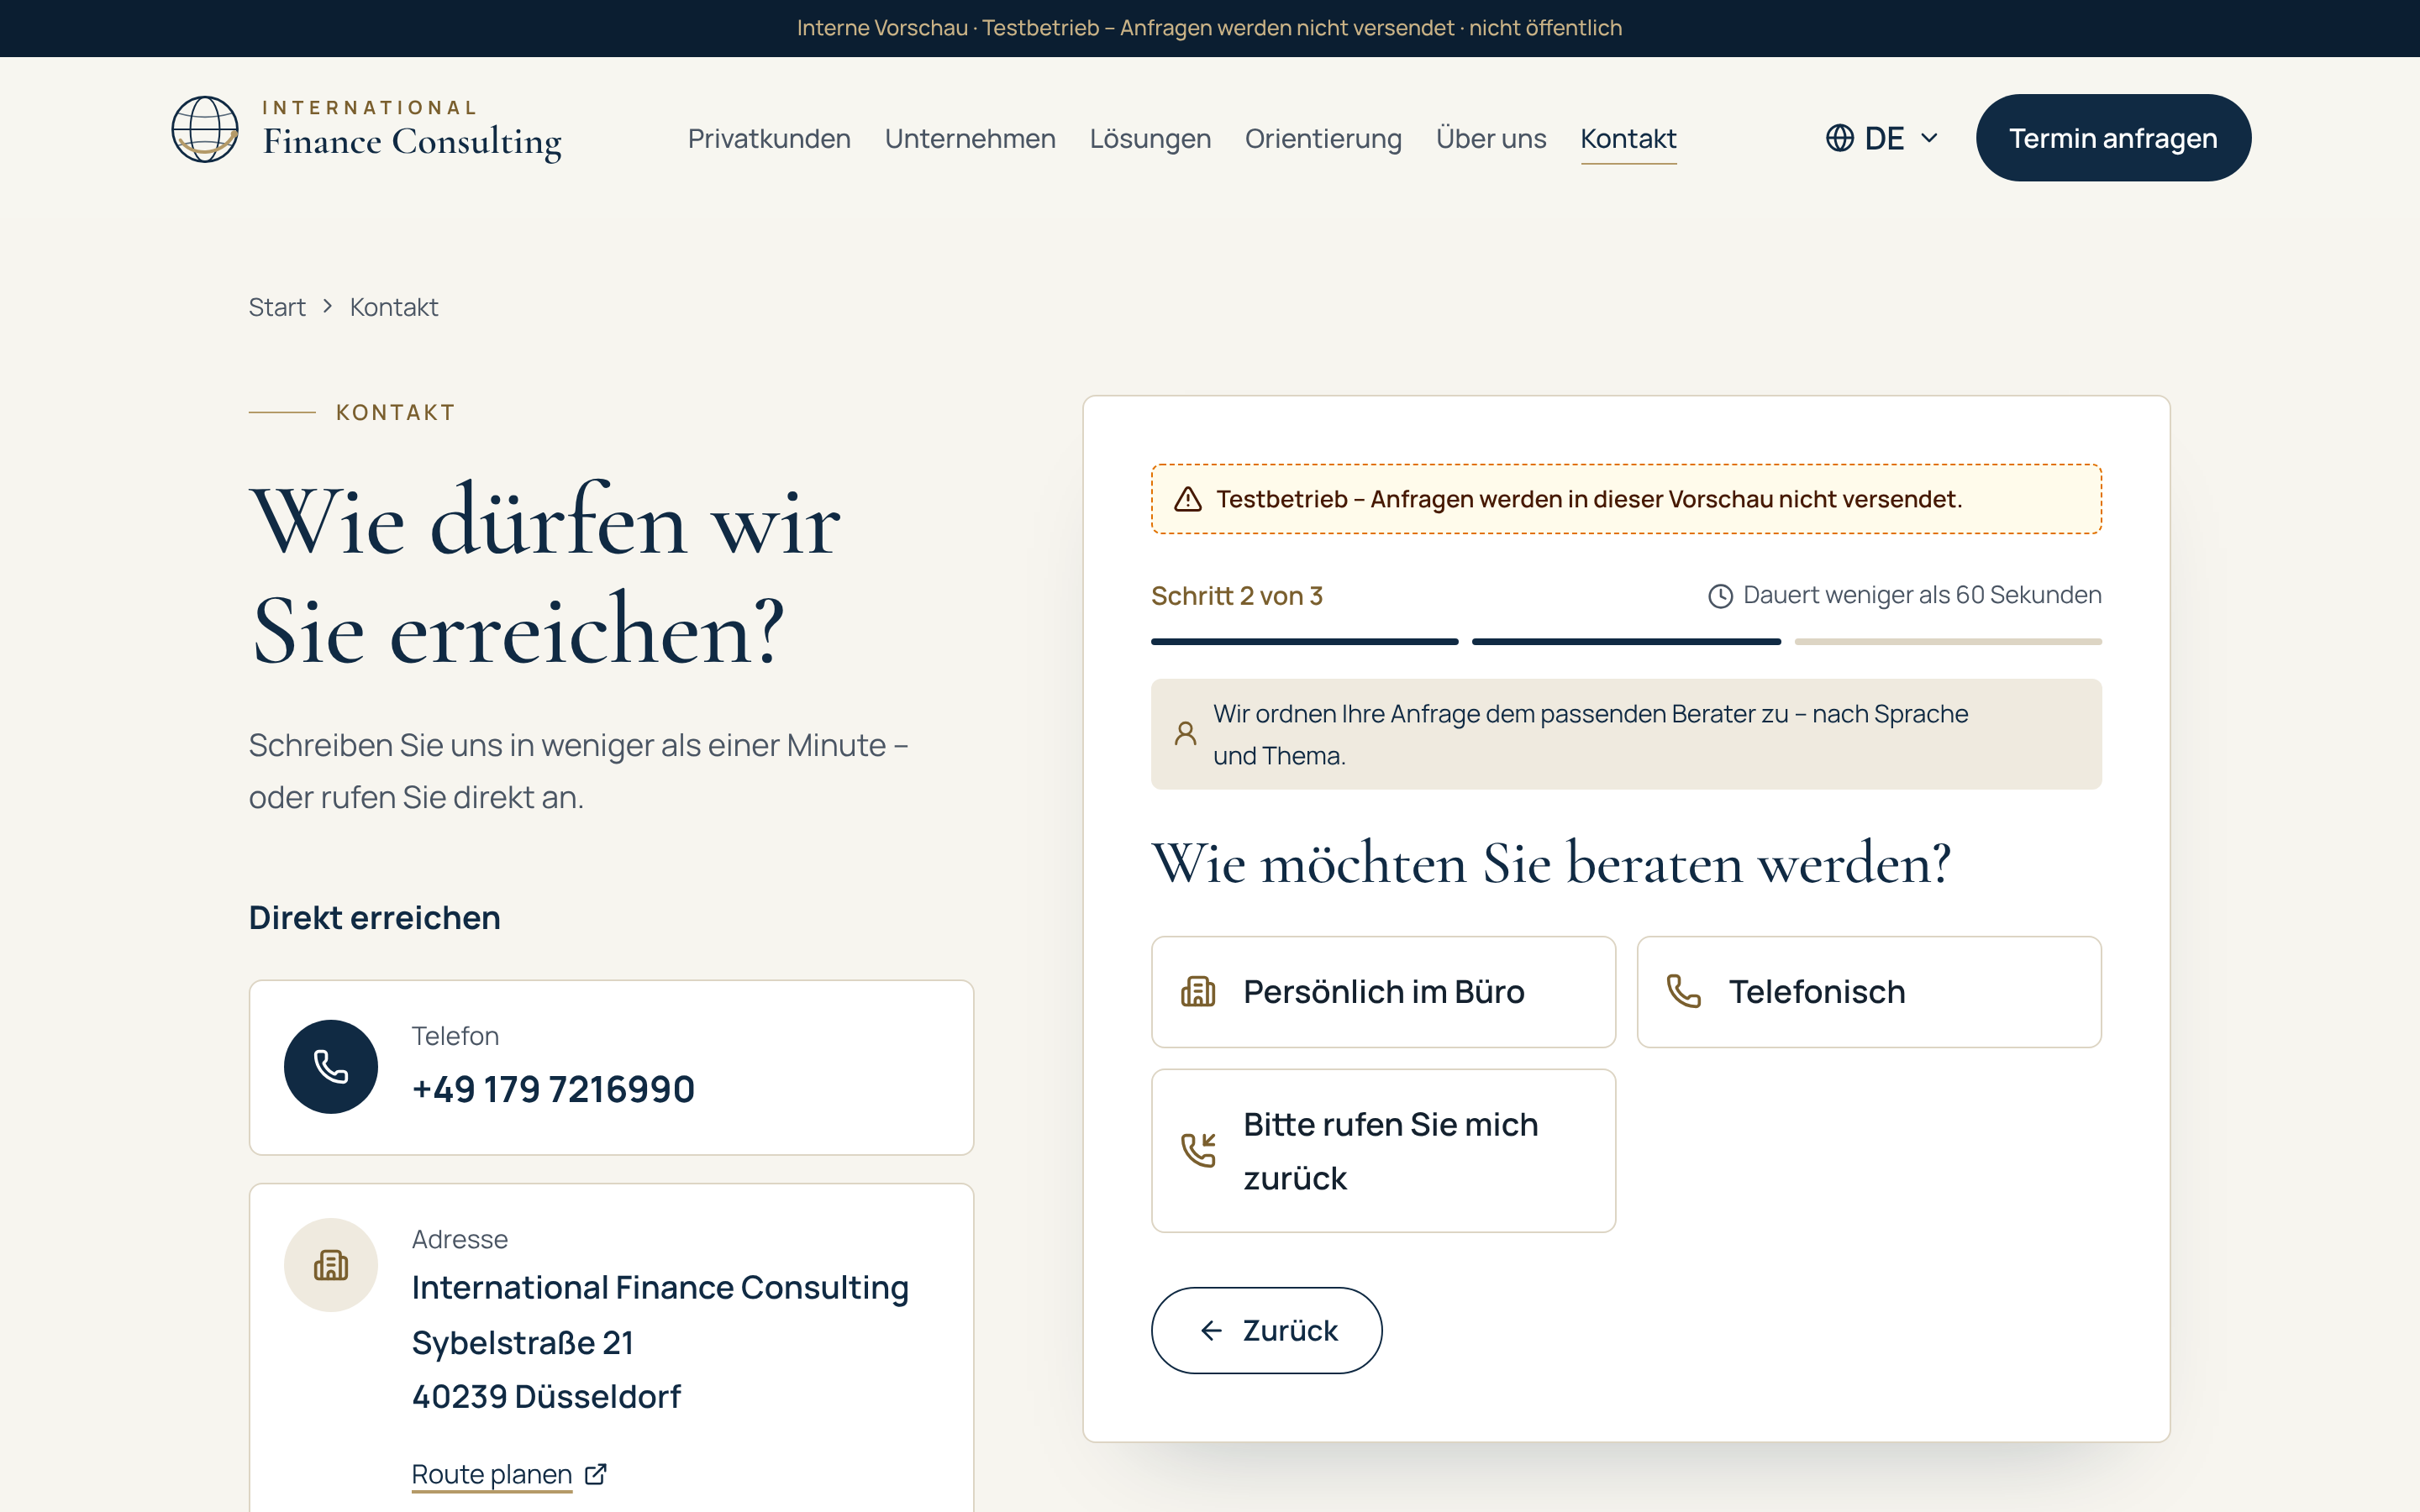 Interne Vorschau · Testbetrieb – Anfragen werden nicht versendet · nicht öffentlich
INTERNATIONAL
Finance Consulting
Privatkunden
Unternehmen
Lösungen
Orientierung
Über uns
Kontakt
DE
Termin anfragen
Start
Kontakt
KONTAKT
Wie dürfen wir
Sie erreichen?
Schreiben Sie uns in weniger als einer Minute –
oder rufen Sie direkt an.
Direkt erreichen
Telefon
+49 179 7216990
Adresse
International Finance Consulting
Sybelstraße 21
40239 Düsseldorf
Route planen
Testbetrieb – Anfragen werden in dieser Vorschau nicht versendet.
Schritt 2 von 3
Dauert weniger als 60 Sekunden
Wir ordnen Ihre Anfrage dem passenden Berater zu – nach Sprache
und Thema.
Wie möchten Sie beraten werden?
Persönlich im Büro
Telefonisch
Bitte rufen Sie mich
zurück
Zurück